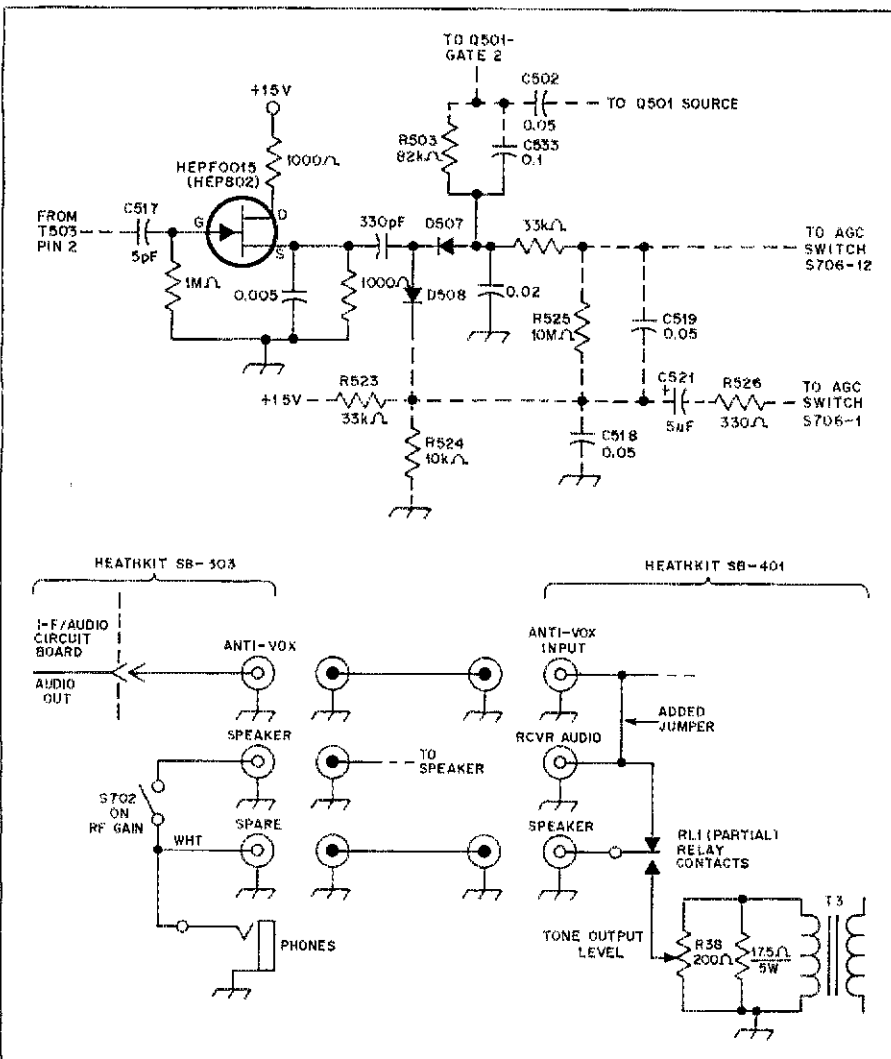 TO Q501-
GATE 2
C502
0.05
TO Q501 SOURCE
+15V
R503
82kΩ
C533
0.1
1000Ω
HEPF0015
(HEP802)
FROM
T503
PIN 2
C517
5pF
G
D
S
330pF
D507
33kΩ
TO AGC
SWITCH
S706-12
1MΩ
0.005
1000Ω
D508
0.02
R525
10MΩ
C519
0.05
+15V
R523
33kΩ
C521
+
5uF
R526
330Ω
TO AGC
SWITCH
S706-1
R524
10kΩ
C518
0.05
HEATHKIT SB-303
HEATHKIT SB-401
I-F/AUDIO
CIRCUIT
BOARD
AUDIO
OUT
ANTI-VOX
ANTI-VOX
INPUT
ADDED
JUMPER
SPEAKER
TO
SPEAKER
RCVR AUDIO
S702
ON
RF GAIN
WHT
SPARE
SPEAKER
RL1 (PARTIAL)
RELAY
CONTACTS
PHONES
TONE OUTPUT
LEVEL
R38
200Ω
17.5Ω
5W
T3